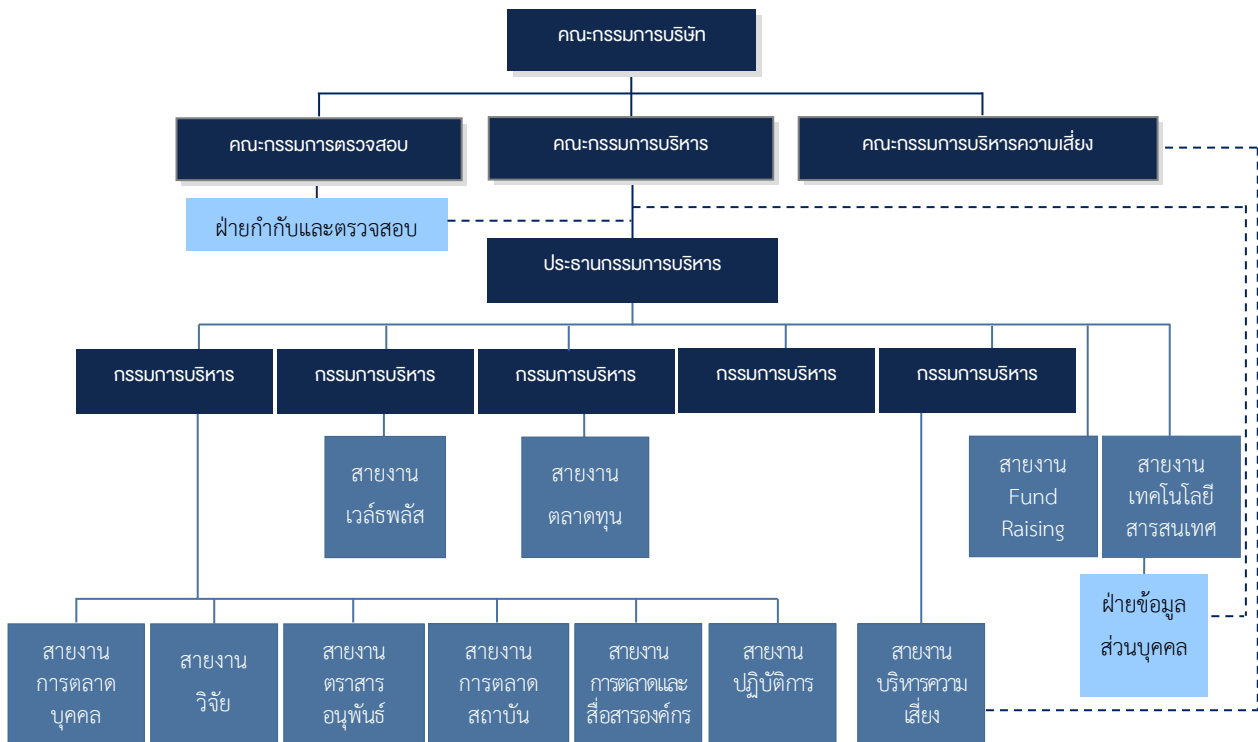 คณะกรรมการบริษัท
คณะกรรมการตรวจสอบ
คณะกรรมการบริหาร
คณะกรรมการบริหารความเสี่ยง
ฝ่ายกำกับและตรวจสอบ
ประธานกรรมการบริหาร
กรรมการบริหาร
กรรมการบริหาร
กรรมการบริหาร
กรรมการบริหาร
กรรมการบริหาร
สายงาน
เวล์ธพลัส
สายงาน
ตลาดทุน
สายงาน
Fund
Raising
สายงาน
เทคโนโลยี
สารสนเทศ
ฝ่ายข้อมูล
ส่วนบุคคล
สายงาน
การตลาด
บุคคล
สายงาน
วิจัย
สายงาน
ตราสาร
อนุพันธ์
สายงาน
การตลาด
สถาบัน
สายงาน
การตลาดและ
สื่อสารองค์กร
สายงาน
ปฏิบัติการ
สายงาน
บริหารความ
เสี่ยง